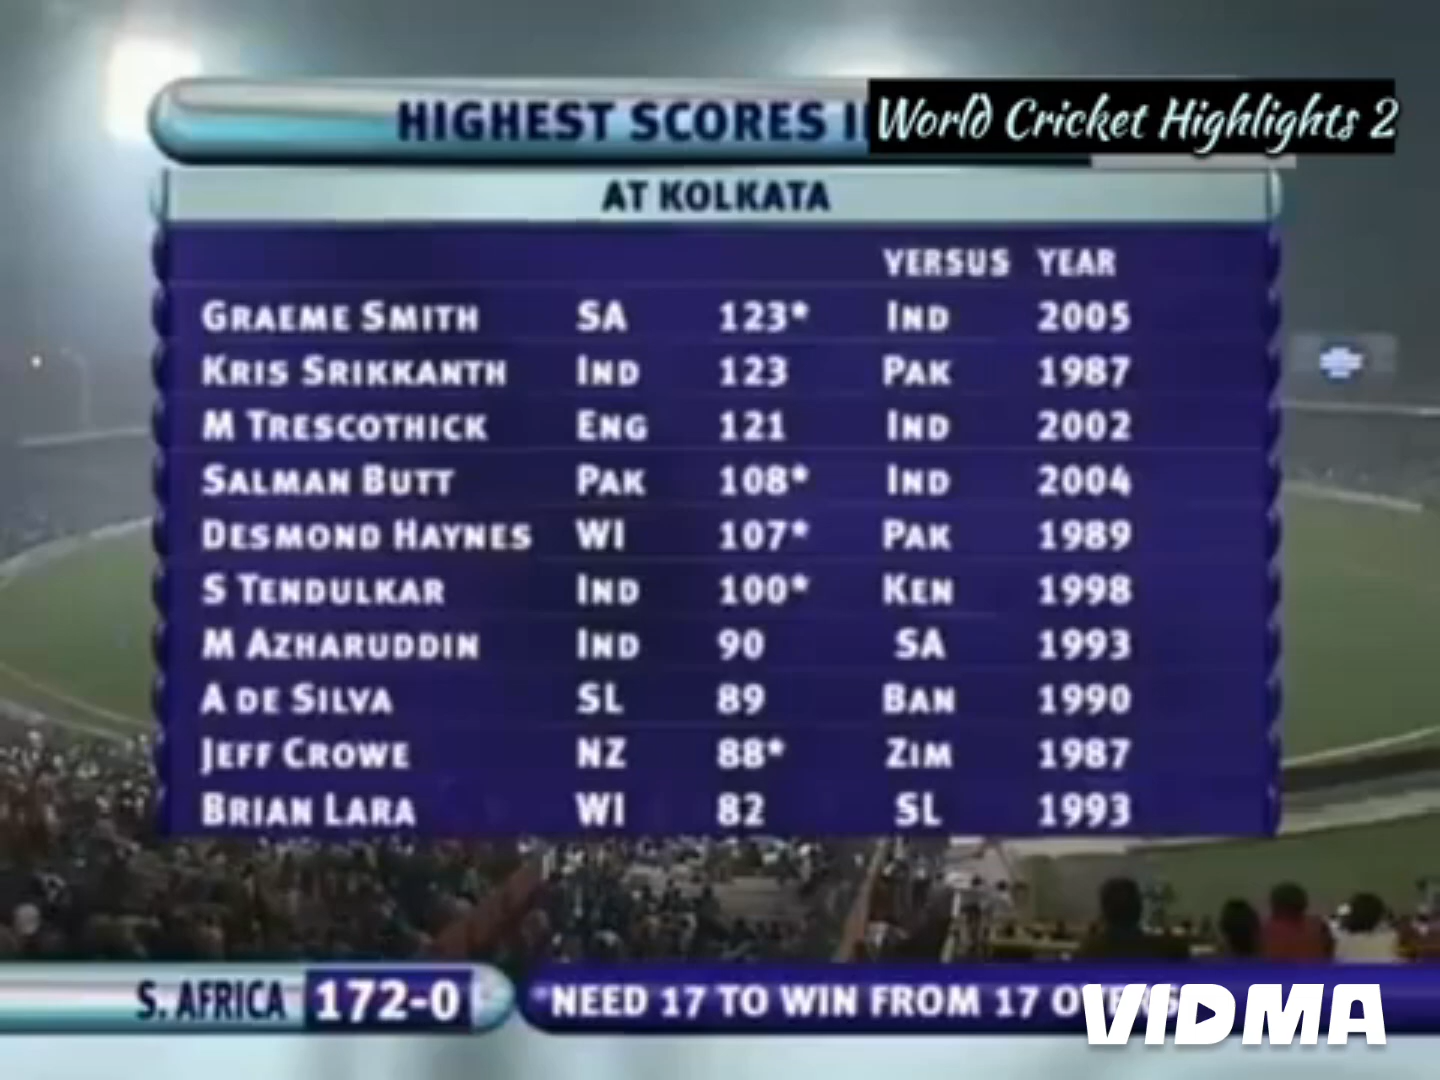 HIGHEST SCORES
World Cricket Highlights 2
AT KOLKATA
VERSUS YEAR
GRAEME SMITH SA 123* IND 2005
KRIS SRIKKANTH IND 123 PAK 1987
M TRESCOTHICK ENG 121 IND 2002
SALMAN BUTT PAK 108* IND 2004
DESMOND HAYNES WI 107* PAK 1989
S TENDULKAR IND 100* KEN 1998
M AZHARUDDIN IND 90 SA 1993
A DE SILVA SL 89 BAN 1990
JEFF CROWE NZ 88* ZIM 1987
BRIAN LARA WI 82 SL 1993
S. AFRICA 172-0 *NEED 17 TO WIN FROM 17 OVERS
VIDMA